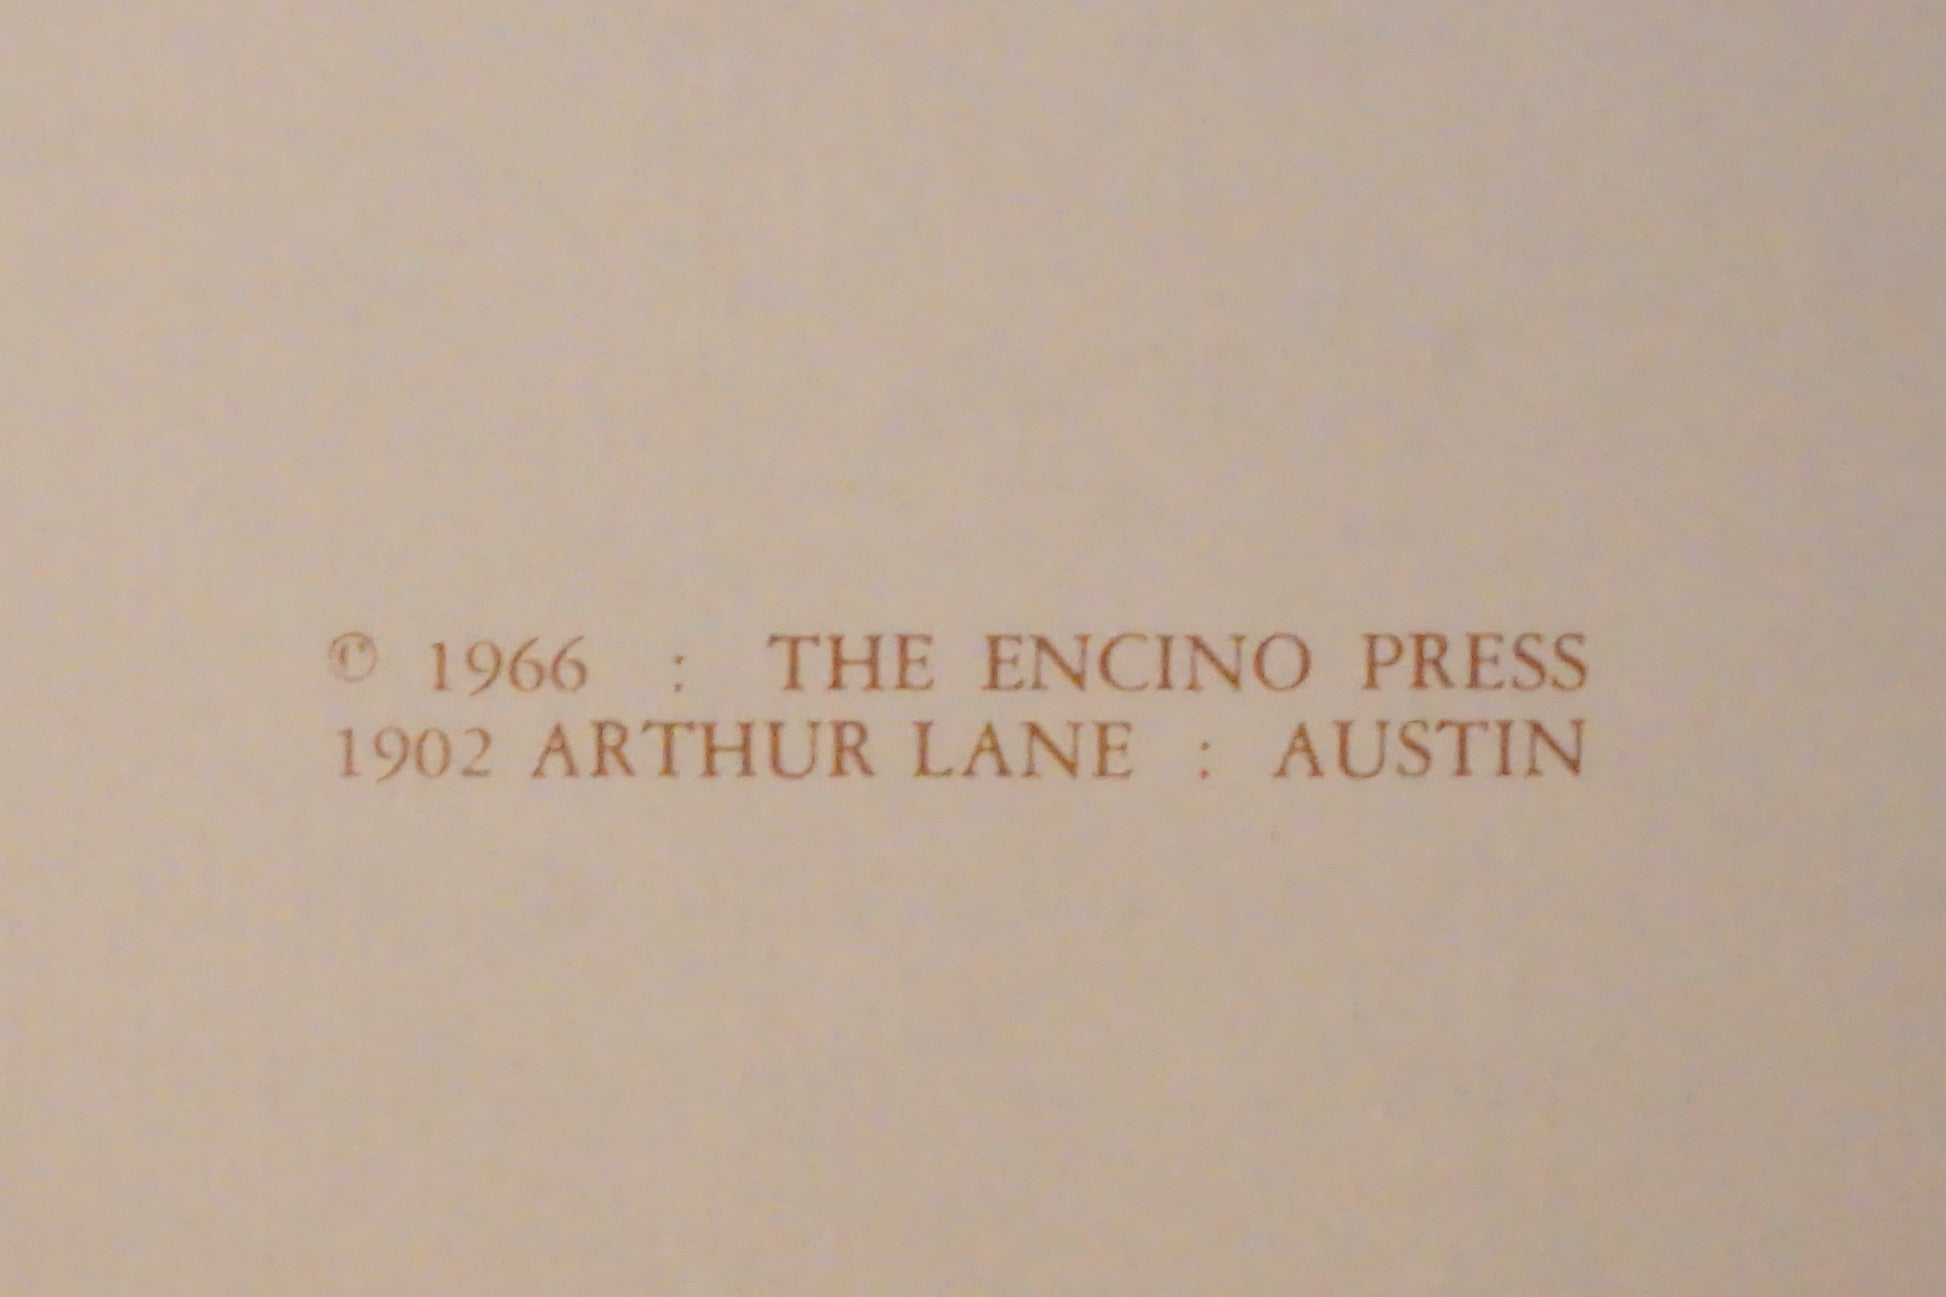 © 1966 : THE ENCINO PRESS
1902 ARTHUR LANE : AUSTIN